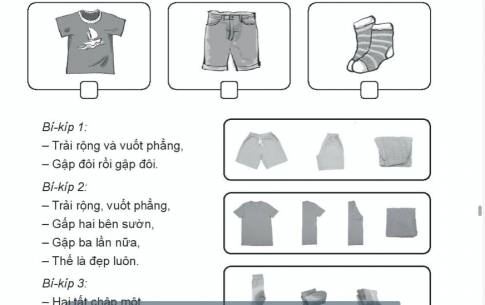 Bí-kíp 1:
– Trải rộng và vuốt phẳng,
– Gập đôi rồi gập đôi.
Bí-kíp 2:
– Trải rộng, vuốt phẳng,
– Gấp hai bên sườn,
– Gập ba lần nữa,
– Thế là đẹp luôn.
Bí-kíp 3:
– Hai tất chập một,